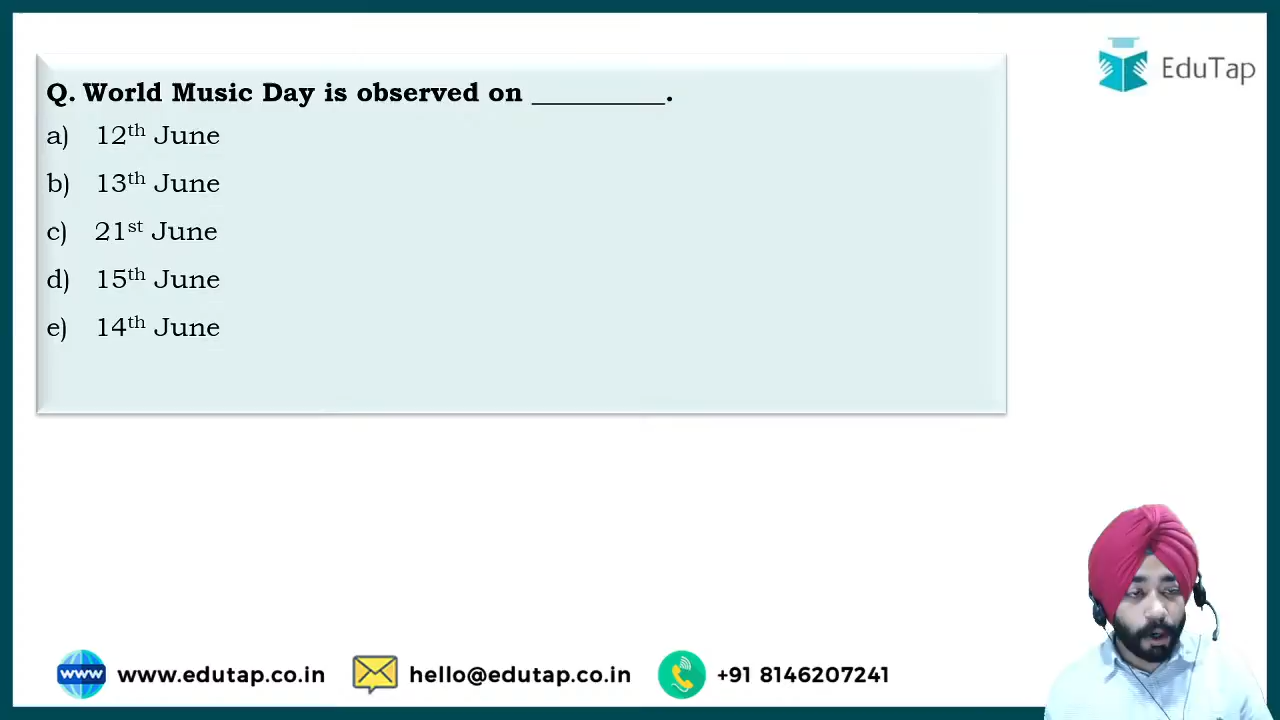 EduTap
Q. World Music Day is observed on __________.
a) 12th June
b) 13th June
c) 21st June
d) 15th June
e) 14th June
www www.edutap.co.in hello@edutap.co.in +91 8146207241